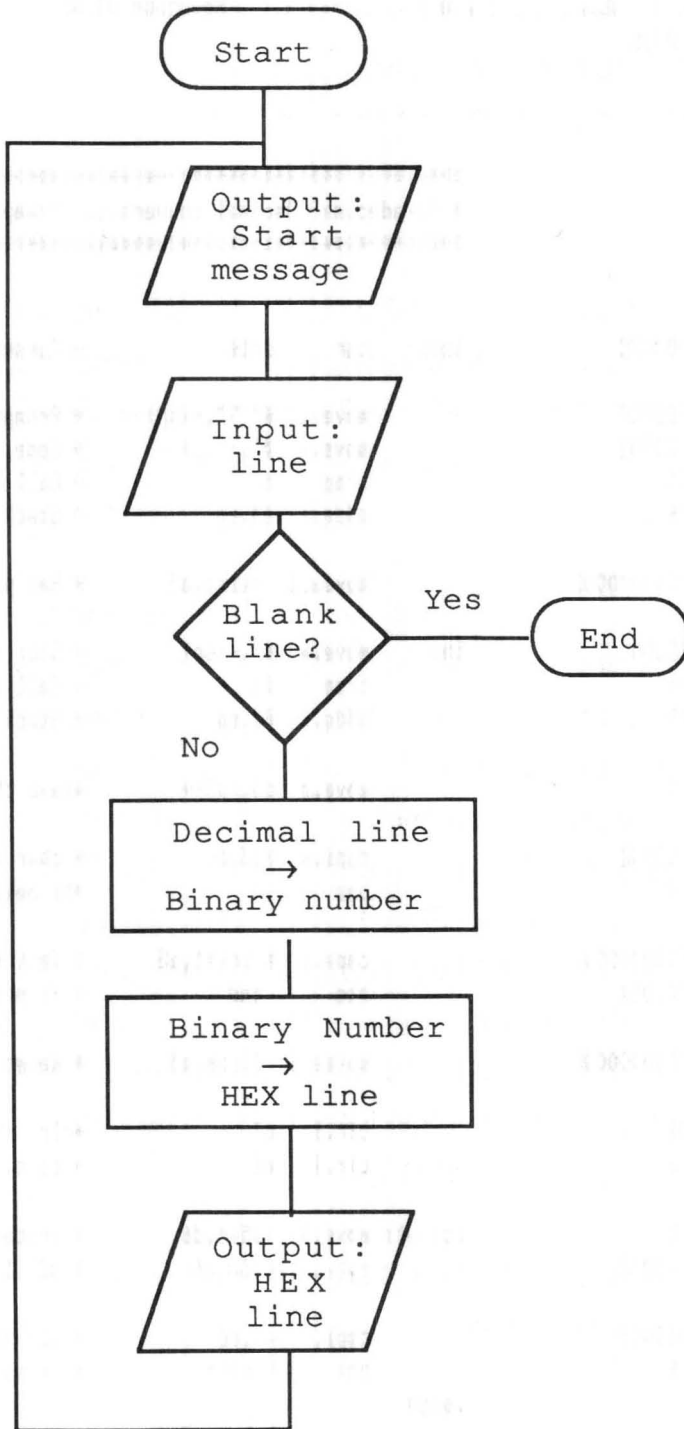 Start
Output:
Start
message
Input:
line
Blank
line?
Yes
End
No
Decimal line
→
Binary number
Binary Number
→
HEX line
Output:
HEX
line